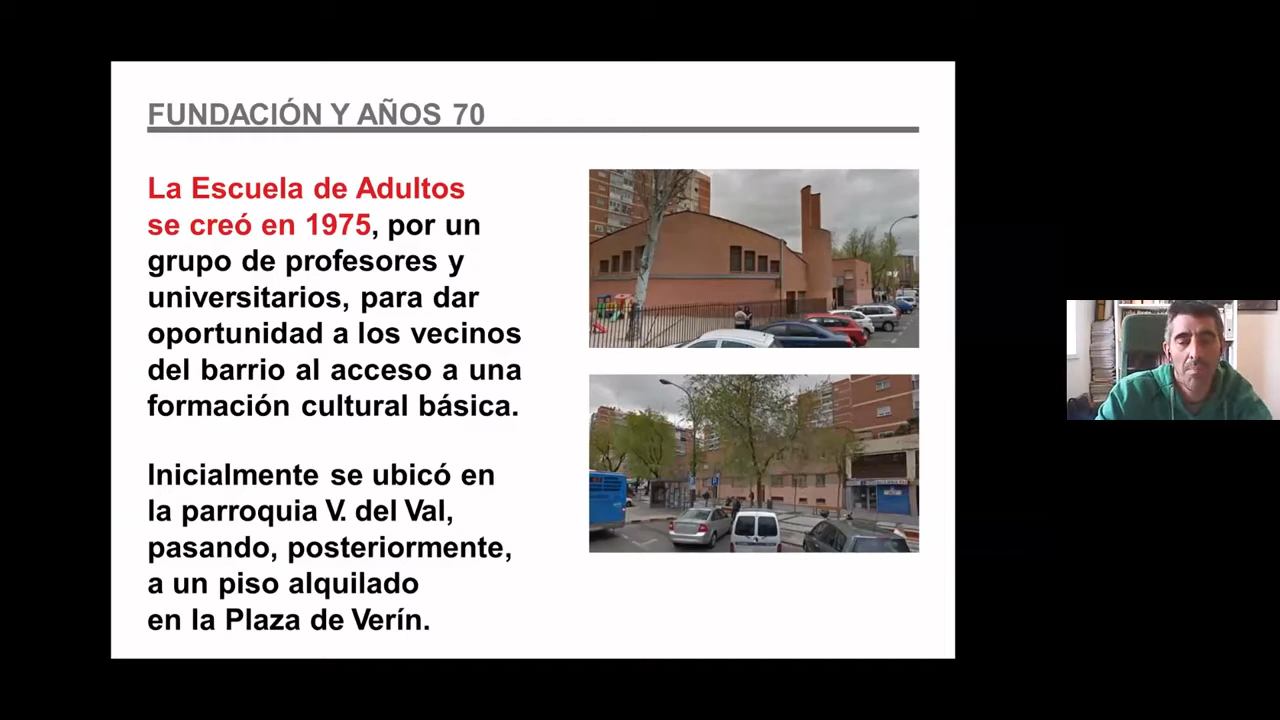 FUNDACIÓN Y AÑOS 70
La Escuela de Adultos
se creó en 1975, por un
grupo de profesores y
universitarios, para dar
oportunidad a los vecinos
del barrio al acceso a una
formación cultural básica.
Inicialmente se ubicó en
la parroquia V. del Val,
pasando, posteriormente,
a un piso alquilado
en la Plaza de Verín.